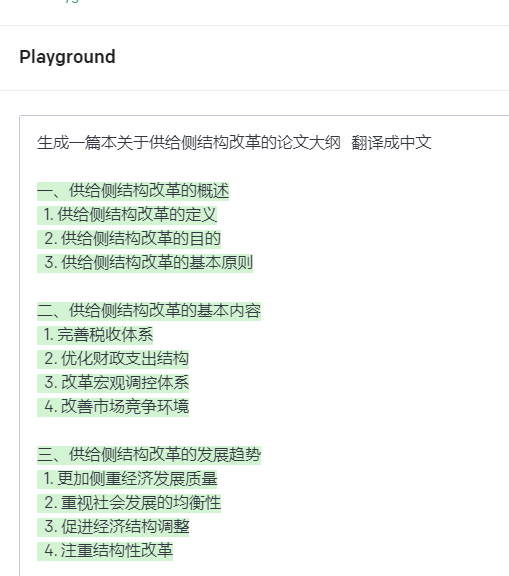 Playground
生成一篇本关于供给侧结构改革的论文大纲 翻译成中文
一、供给侧结构改革的概述
1. 供给侧结构改革的定义
2. 供给侧结构改革的目的
3. 供给侧结构改革的基本原则
二、供给侧结构改革的基本内容
1. 完善税收体系
2. 优化财政支出结构
3. 改革宏观调控体系
4. 改善市场竞争环境
三、供给侧结构改革的发展趋势
1. 更加侧重经济发展质量
2. 重视社会发展的均衡性
3. 促进经济结构调整
4. 注重结构性改革